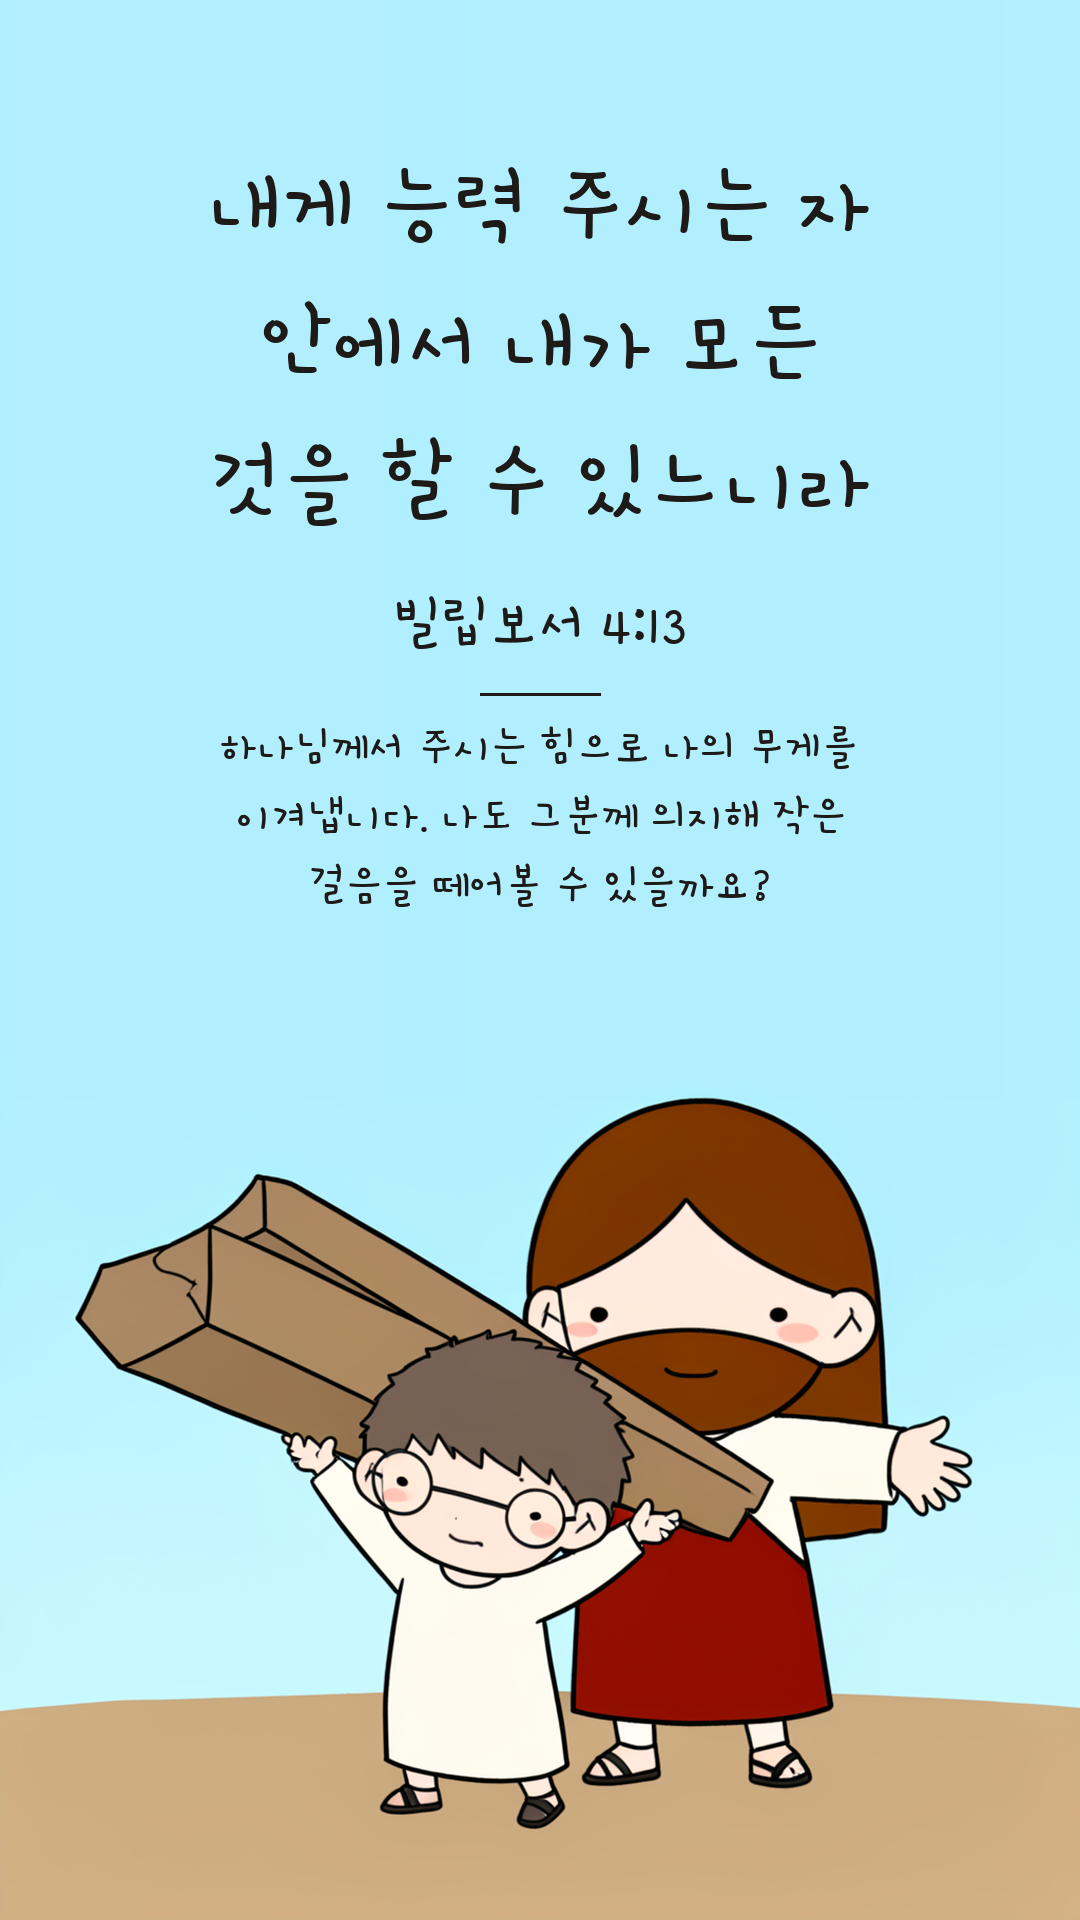 내게 능력 주시는 자
안에서 내가 모든
것을 할 수 있느니라
빌립보서 4:13
하나님께서 주시는 힘으로 나의 무게를
이겨냅니다. 나도 그분께 의지해 작은
걸음을 떼어볼 수 있을까요?